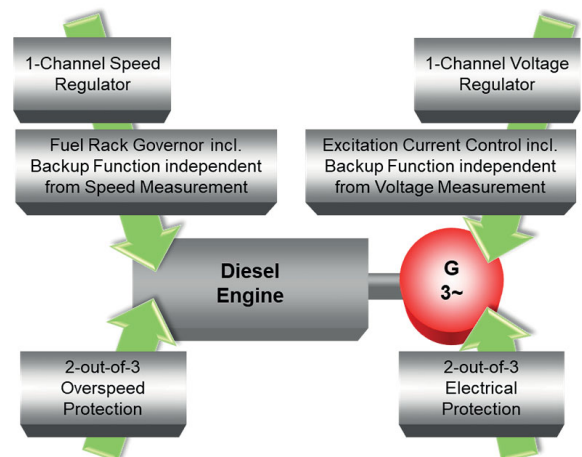 1-Channel Speed
Regulator
1-Channel Voltage
Regulator
Fuel Rack Governor incl.
Backup Function independent
from Speed Measurement
Excitation Current Control incl.
Backup Function independent
from Voltage Measurement
Diesel
Engine
G
3~
2-out-of-3
Overspeed
Protection
2-out-of-3
Electrical
Protection